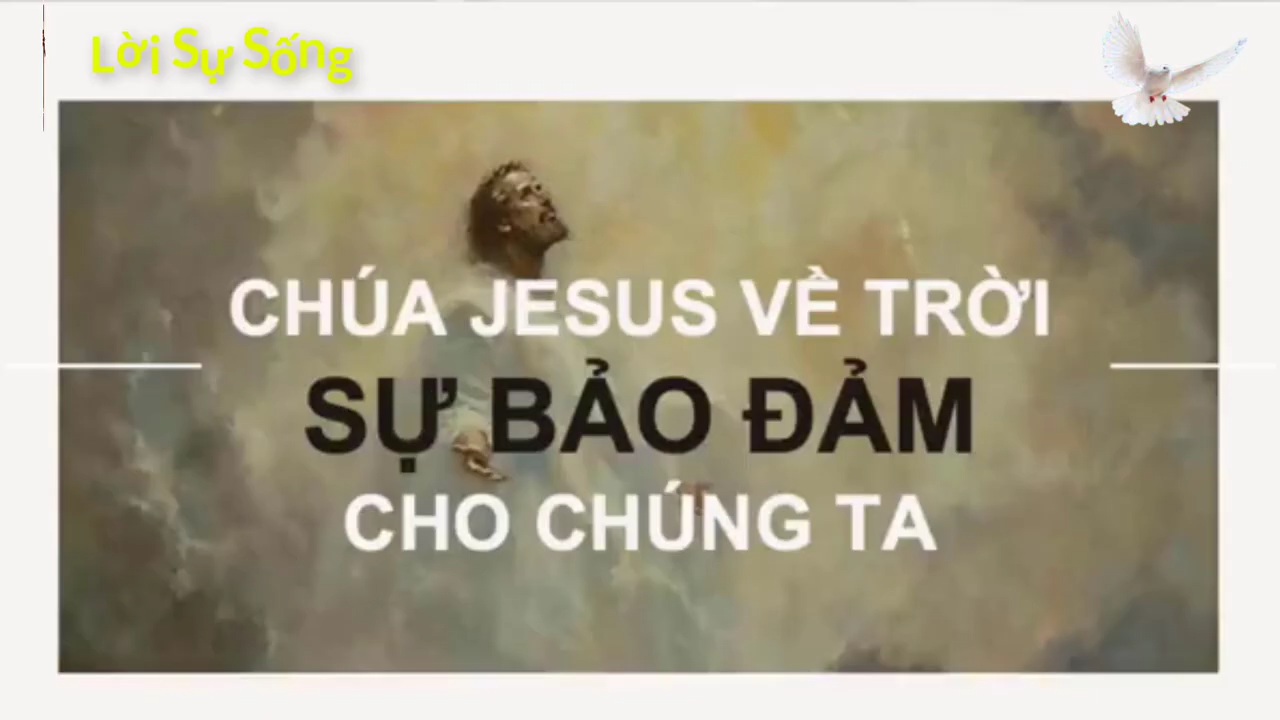 Lời Sự Sống
CHÚA JESUS VỀ TRỜI
SỰ BẢO ĐẢM
CHO CHÚNG TA